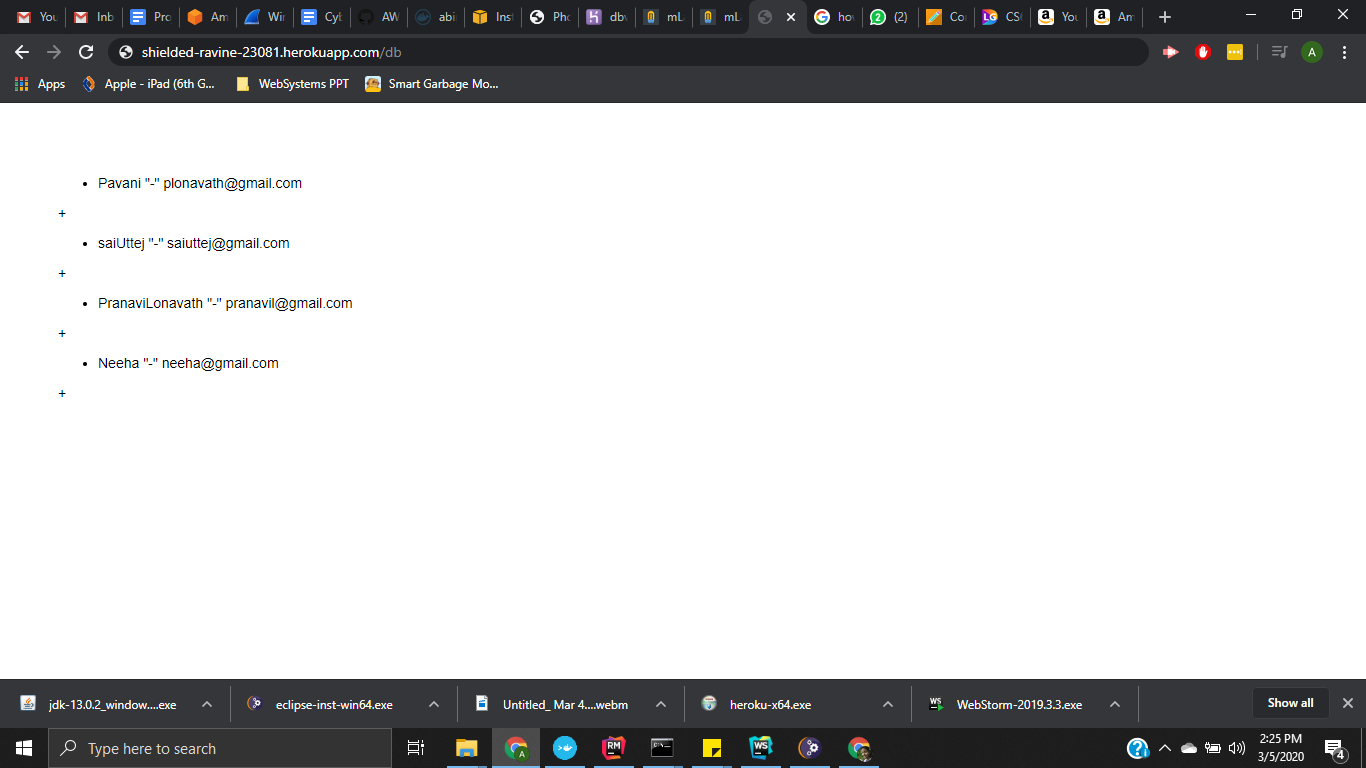 You
Inb
Pro
Am
Wir
Cyb
AW
abi
Inst
Pho
dbv
mL
mL
hov
(2)
Co
CS
You
Am
shielded-ravine-23081.herokuapp.com/db
A
Apps
Apple - iPad (6th G...
WebSystems PPT
Smart Garbage Mo...
• Pavani "-" plonavath@gmail.com
+
• saiUttej "-" saiuttej@gmail.com
+
• PranaviLonavath "-" pranavil@gmail.com
+
• Neeha "-" neeha@gmail.com
+
jdk-13.0.2_window....exe
eclipse-inst-win64.exe
Untitled_ Mar 4....webm
heroku-x64.exe
WebStorm-2019.3.3.exe
Show all
Type here to search
2:25 PM
3/5/2020
4